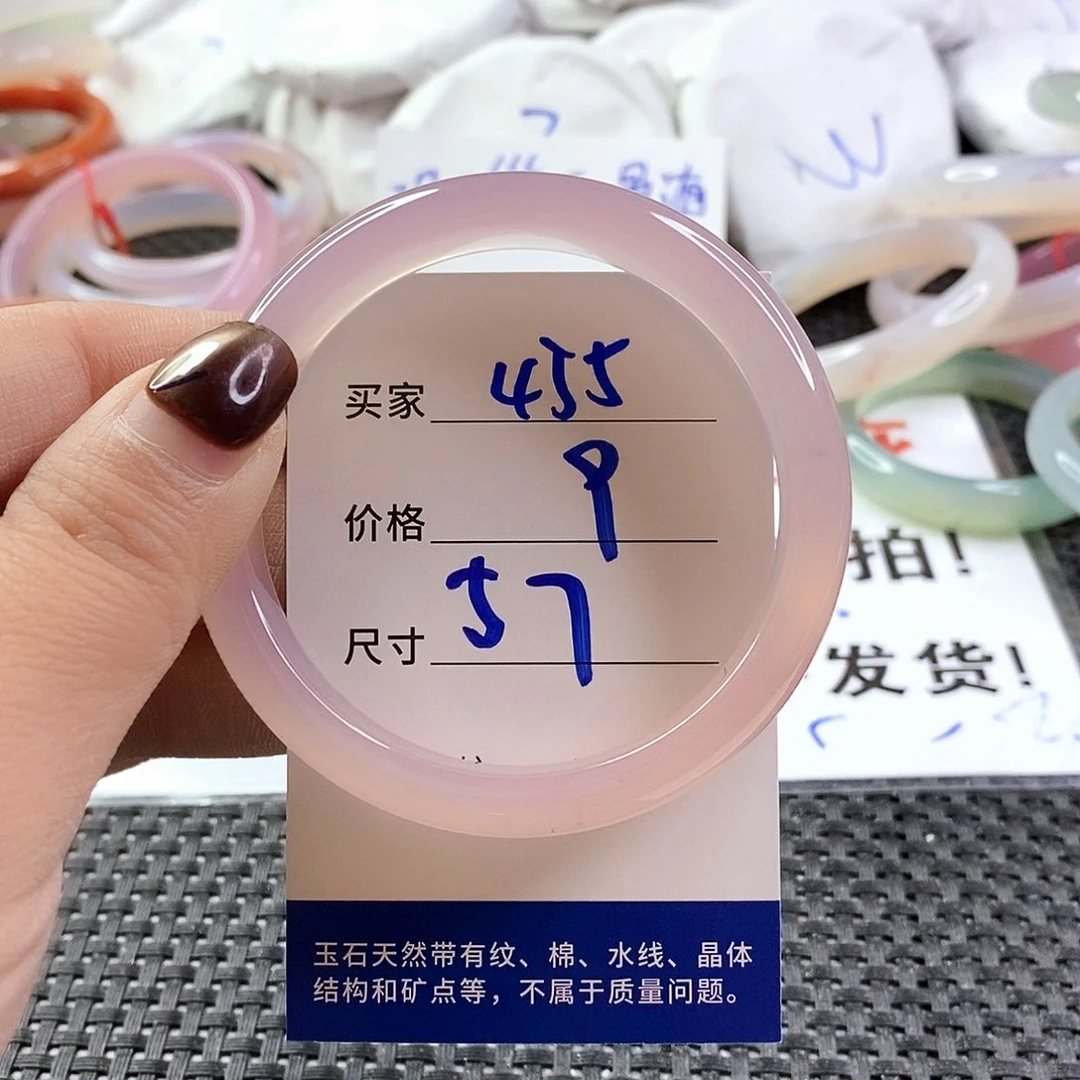 买家 455
价格 9
尺寸 57
拍！
发货！
玉石天然带有纹、棉、水线、晶体
结构和矿点等，不属于质量问题。